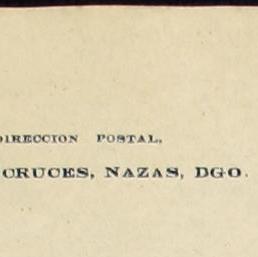 DIRECCION POSTAL,
CRUCES, NAZAS, DGO.